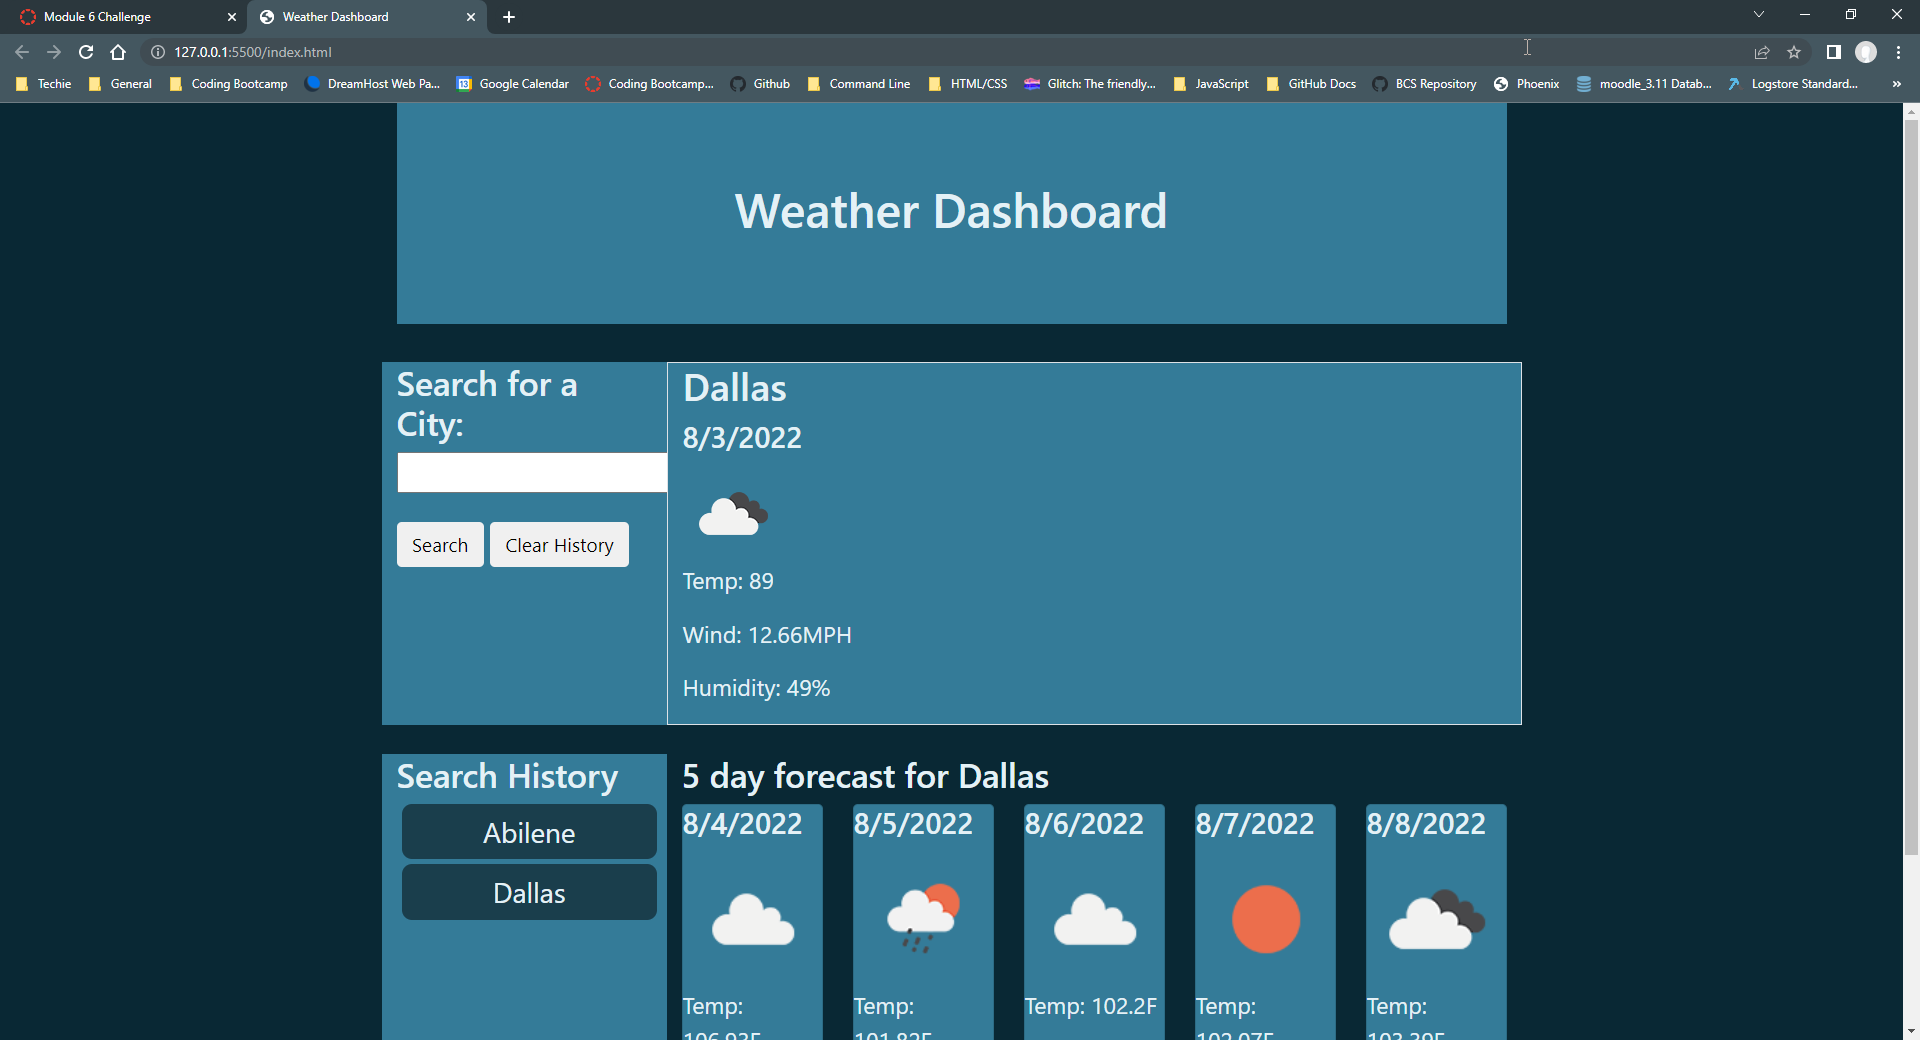 Module 6 Challenge
Weather Dashboard
127.0.0.1:5500/index.html
Techie
General
Coding Bootcamp
DreamHost Web Pa...
13
Google Calendar
Coding Bootcamp...
Github
Command Line
HTML/CSS
Glitch: The friendly...
JavaScript
GitHub Docs
BCS Repository
Phoenix
moodle_3.11 Datab...
Logstore Standard...
»
Weather Dashboard
Search for a
City:
Search
Clear History
Dallas
8/3/2022
Temp: 89
Wind: 12.66MPH
Humidity: 49%
Search History
Abilene
Dallas
5 day forecast for Dallas
8/4/2022
8/5/2022
8/6/2022
8/7/2022
8/8/2022
Temp:
Temp:
Temp: 102.2F
Temp:
Temp: